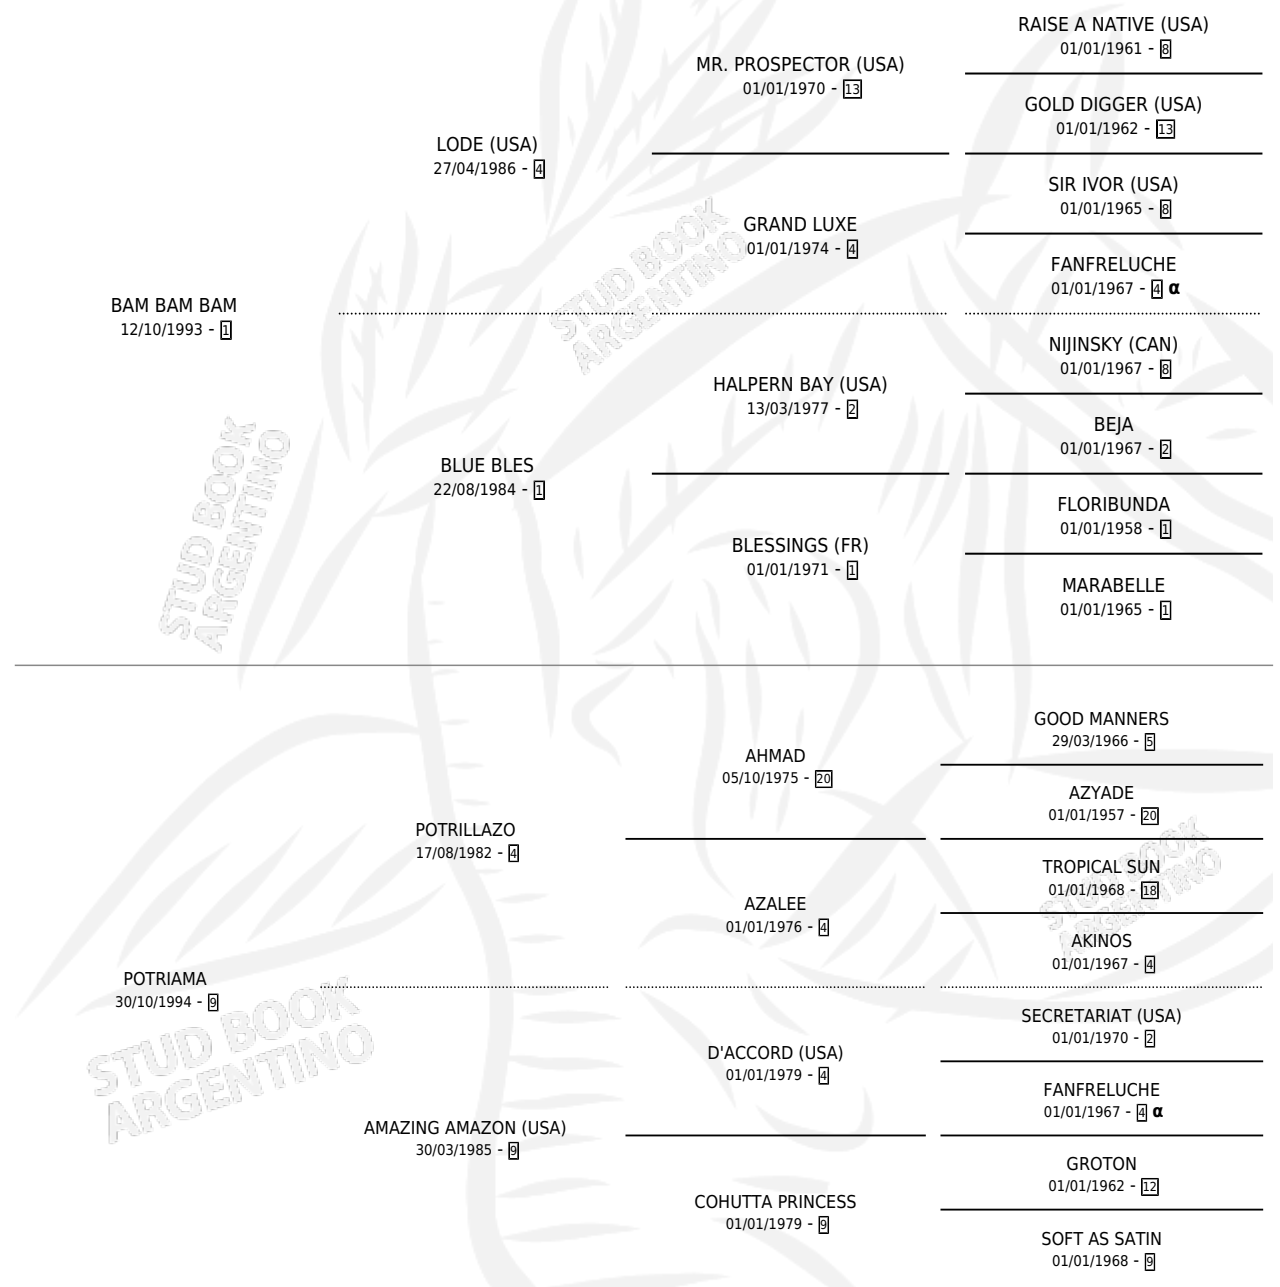 RAISE A NATIVE (USA)
01/01/1961 - 8
MR. PROSPECTOR (USA)
01/01/1970 - 13
GOLD DIGGER (USA)
01/01/1962 - 13
LODE (USA)
27/04/1986 - 4
SIR IVOR (USA)
01/01/1965 - 8
GRAND LUXE
01/01/1974 - 4
FANFRELUCHE
01/01/1967 - 4 α
BAM BAM BAM
12/10/1993 - 1
NIJINSKY (CAN)
01/01/1967 - 8
HALPERN BAY (USA)
13/03/1977 - 2
BEJA
01/01/1967 - 2
BLUE BLES
22/08/1984 - 1
FLORIBUNDA
01/01/1958 - 1
BLESSINGS (FR)
01/01/1971 - 1
MARABELLE
01/01/1965 - 1
GOOD MANNERS
29/03/1966 - 5
AHMAD
05/10/1975 - 20
AZYADE
01/01/1957 - 20
POTRILLAZO
17/08/1982 - 4
TROPICAL SUN
01/01/1968 - 18
AZALEE
01/01/1976 - 4
AKINOS
01/01/1967 - 4
POTRIAMA
30/10/1994 - 9
SECRETARIAT (USA)
01/01/1970 - 2
D'ACCORD (USA)
01/01/1979 - 4
FANFRELUCHE
01/01/1967 - 4 α
AMAZING AMAZON (USA)
30/03/1985 - 9
GROTON
01/01/1962 - 12
COHUTTA PRINCESS
01/01/1979 - 9
SOFT AS SATIN
01/01/1968 - 9
STUD BOOK
ARGENTINO
STUD BOOK
ARGENTINO
STUD BOOK
ARGENTINO
STUD BOOK
ARGENTINO